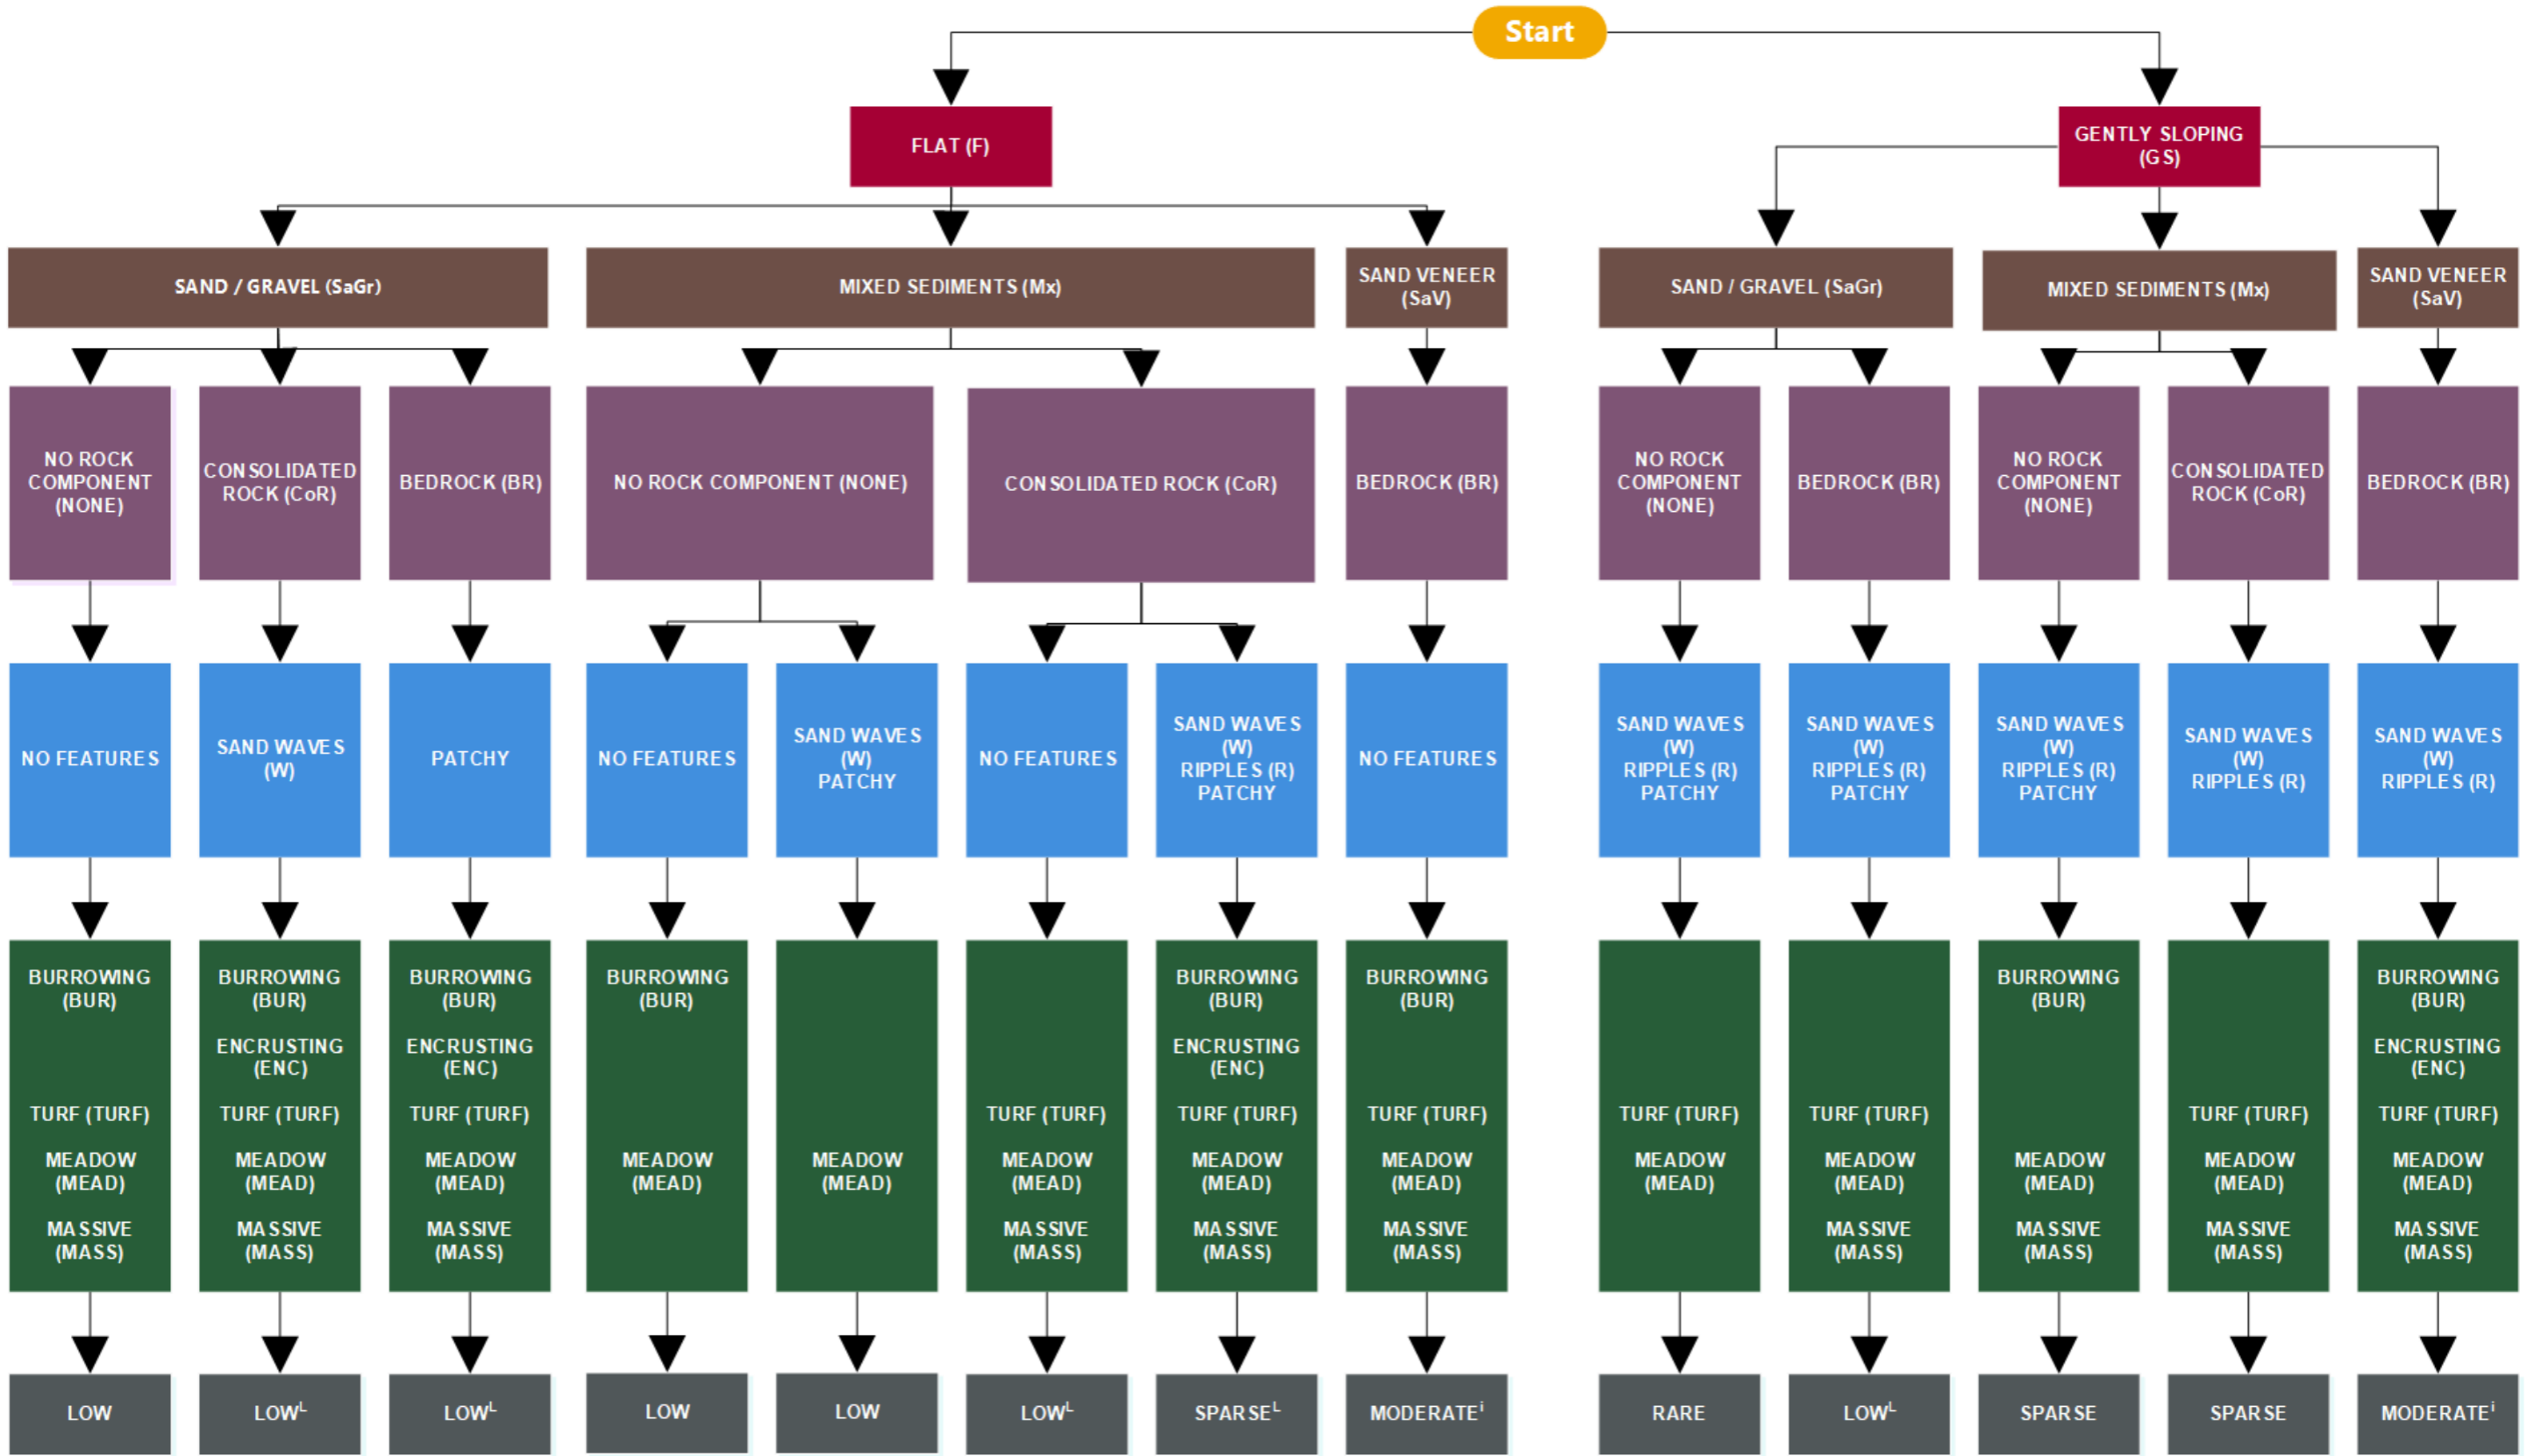 Start
FLAT (F)
GENTLY SLOPING
(GS)
SAND / GRAVEL (SaGr)
MIXED SEDIMENTS (Mx)
SAND VENEER
(SaV)
SAND / GRAVEL (SaGr)
MIXED SEDIMENTS (Mx)
SAND VENEER
(SaV)
NO ROCK
COMPONENT
(NONE)
CONSOLIDATED
ROCK (CoR)
BEDROCK (BR)
NO ROCK COMPONENT (NONE)
CONSOLIDATED ROCK (CoR)
BEDROCK (BR)
NO ROCK
COMPONENT
(NONE)
BEDROCK (BR)
NO ROCK
COMPONENT
(NONE)
CONSOLIDATED
ROCK (CoR)
BEDROCK (BR)
NO FEATURES
SAND WAVES
(W)
PATCHY
NO FEATURES
SAND WAVES
(W)
PATCHY
NO FEATURES
SAND WAVES
(W)
RIPPLES (R)
PATCHY
NO FEATURES
SAND WAVES
(W)
RIPPLES (R)
PATCHY
SAND WAVES
(W)
RIPPLES (R)
PATCHY
SAND WAVES
(W)
RIPPLES (R)
PATCHY
SAND WAVES
(W)
RIPPLES (R)
SAND WAVES
(W)
RIPPLES (R)
BURROWING
(BUR)
TURF (TURF)
MEADOW
(MEAD)
MASSIVE
(MASS)
BURROWING
(BUR)
ENCRUSTING
(ENC)
TURF (TURF)
MEADOW
(MEAD)
MASSIVE
(MASS)
BURROWING
(BUR)
ENCRUSTING
(ENC)
TURF (TURF)
MEADOW
(MEAD)
MASSIVE
(MASS)
BURROWING
(BUR)
MEADOW
(MEAD)
MEADOW
(MEAD)
TURF (TURF)
MEADOW
(MEAD)
MASSIVE
(MASS)
BURROWING
(BUR)
ENCRUSTING
(ENC)
TURF (TURF)
MEADOW
(MEAD)
MASSIVE
(MASS)
BURROWING
(BUR)
TURF (TURF)
MEADOW
(MEAD)
MASSIVE
(MASS)
TURF (TURF)
MEADOW
(MEAD)
TURF (TURF)
MEADOW
(MEAD)
MASSIVE
(MASS)
BURROWING
(BUR)
MEADOW
(MEAD)
MASSIVE
(MASS)
TURF (TURF)
MEADOW
(MEAD)
MASSIVE
(MASS)
BURROWING
(BUR)
ENCRUSTING
(ENC)
TURF (TURF)
MEADOW
(MEAD)
MASSIVE
(MASS)
LOW
LOWᴸ
LOWᴸ
LOW
LOW
LOWᴸ
SPARSEᴸ
MODERATEⁱ
RARE
LOWᴸ
SPARSE
SPARSE
MODERATEⁱ